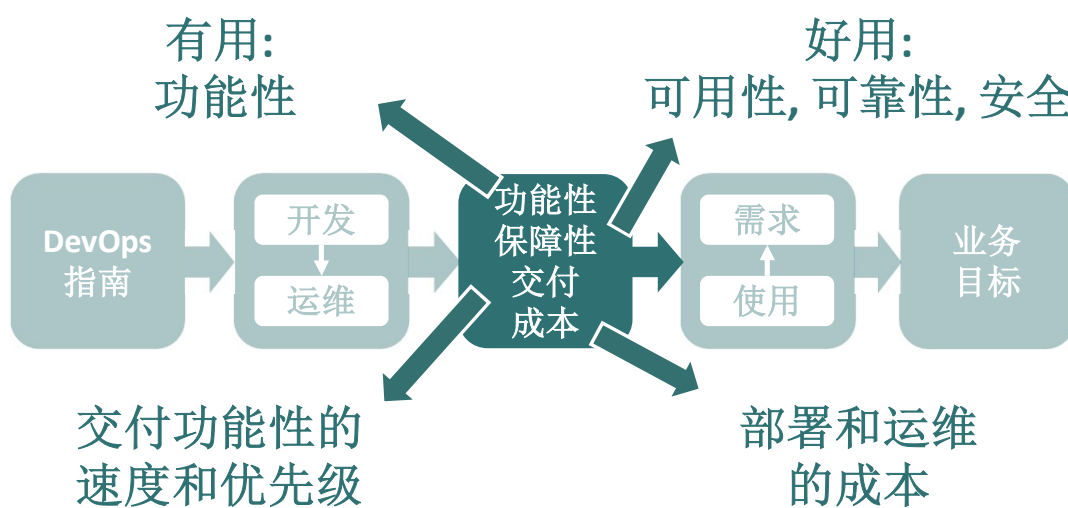 有用:
功能性
好用:
可用性, 可靠性, 安全
DevOps
指南
开发
运维
功能性
保障性
交付
成本
需求
使用
业务
目标
交付功能性的
速度和优先级
部署和运维
的成本